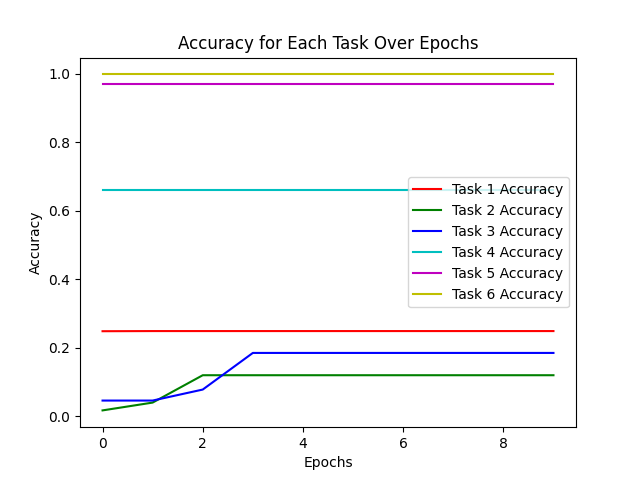 Accuracy for Each Task Over Epochs
1.0
0.8
0.6
0.4
0.2
0.0
Accuracy
Task 1 Accuracy
Task 2 Accuracy
Task 3 Accuracy
Task 4 Accuracy
Task 5 Accuracy
Task 6 Accuracy
0 2 4 6 8
Epochs